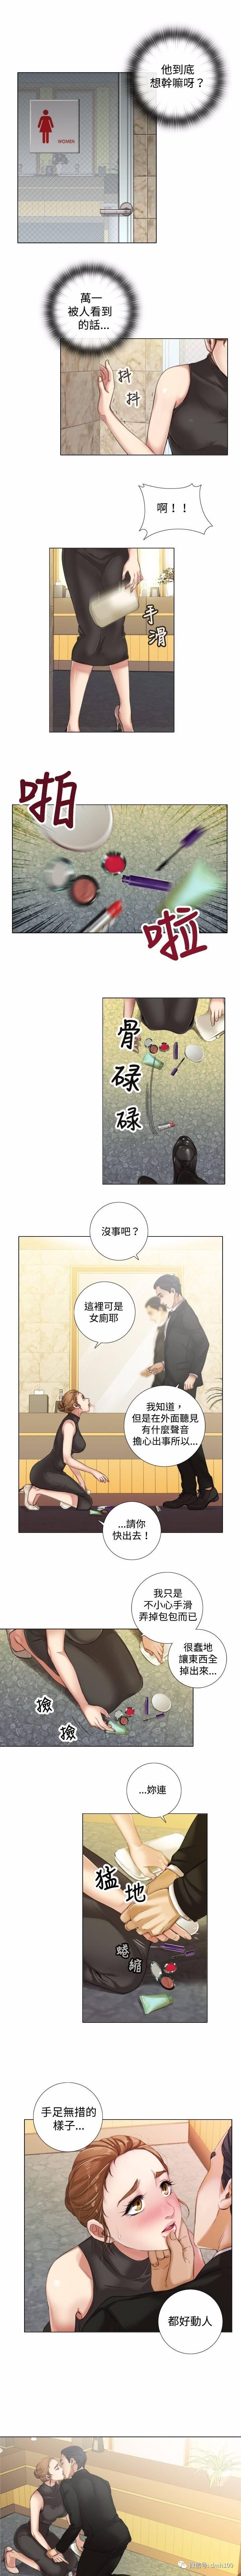 他到底
想幹嘛呀？
WOMEN
萬一
被人看到
的話...
抖
抖
啊！！
手
滑
啪
啦
骨
碌
碌
沒事吧？
這裡可是
女廁耶
我知道，
但是在外面聽見
有什麼聲音
擔心出事所以...
...請你
快出去！
我只是
不小心手滑
弄掉包包而已
很蠢地
讓東西全
掉出來...
撿
撿
...妳連
猛
地
蜷
縮
手足無措的
樣子...
都好動人